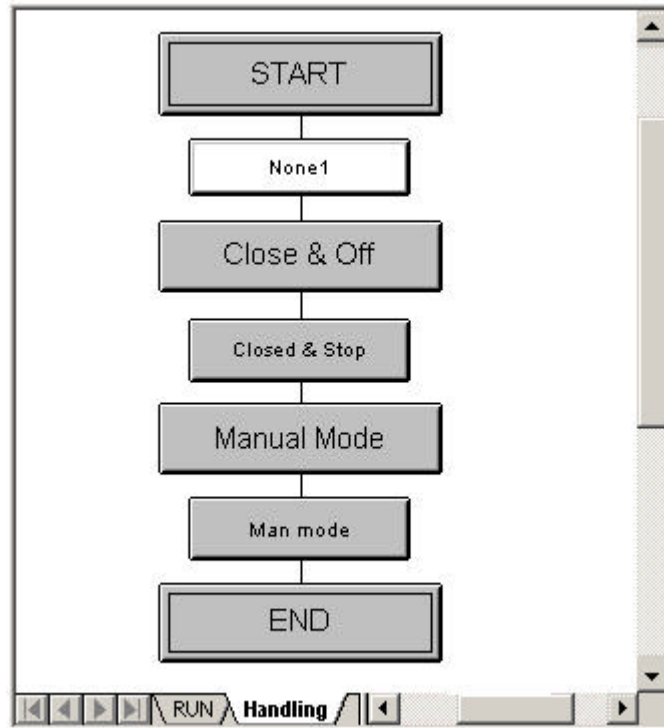 START
None1
Close & Off
Closed & Stop
Manual Mode
Man mode
END
RUN Handling